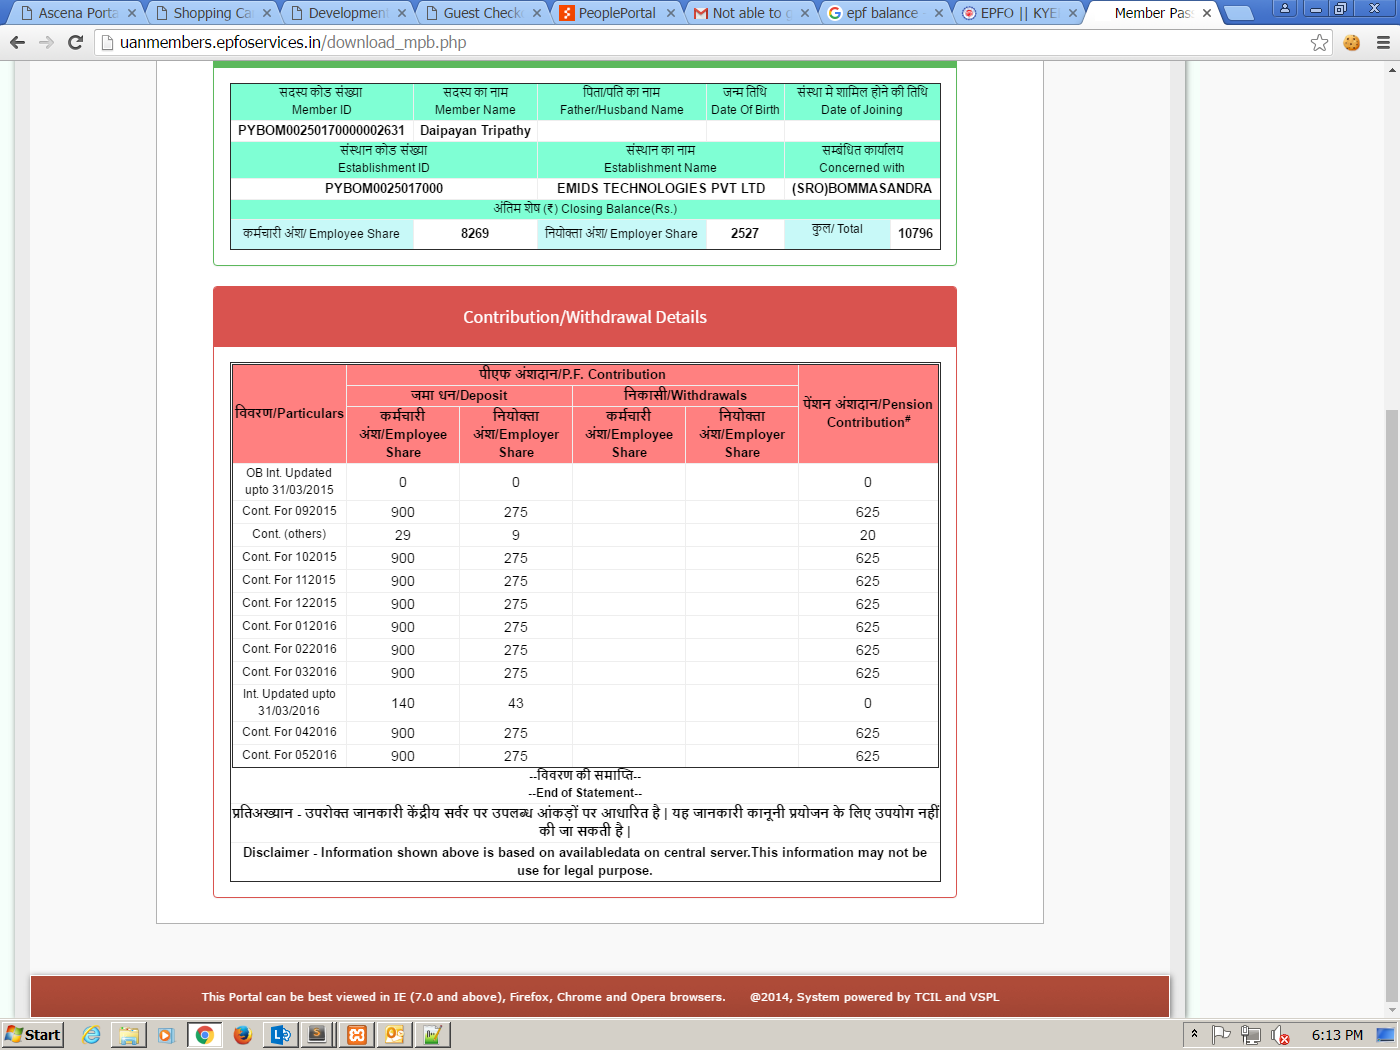 Ascena Porta
Shopping Ca
Development
Guest Check
PeoplePortal
Not able to g
epf balance
EPFO || KYE
Member Pas
uanmembers.epfoservices.in/download_mpb.php
सदस्य कोड संख्या
Member ID
सदस्य का नाम
Member Name
पिता/पति का नाम
Father/Husband Name
जन्म तिथि
Date Of Birth
संस्था मे शामिल होने की तिथि
Date of Joining
PYBOM00250170000002631
Daipayan Tripathy
संस्थान कोड संख्या
Establishment ID
संस्थान का नाम
Establishment Name
सम्बंधित कार्यालय
Concerned with
PYBOM0025017000
EMIDS TECHNOLOGIES PVT LTD
(SRO)BOMMASANDRA
अंतिम शेष (₹) Closing Balance(Rs.)
कर्मचारी अंश/ Employee Share
8269
नियोक्ता अंश/ Employer Share
2527
कुल/ Total
10796
Contribution/Withdrawal Details
विवरण/Particulars
पीएफ अंशदान/P.F. Contribution
जमा धन/Deposit
निकासी/Withdrawals
कर्मचारी
अंश/Employee
Share
नियोक्ता
अंश/Employer
Share
कर्मचारी
अंश/Employee
Share
नियोक्ता
अंश/Employer
Share
पेंशन अंशदान/Pension
Contribution#
OB Int. Updated
upto 31/03/2015
0 0 0
Cont. For 092015 900 275 625
Cont. (others) 29 9 20
Cont. For 102015 900 275 625
Cont. For 112015 900 275 625
Cont. For 122015 900 275 625
Cont. For 012016 900 275 625
Cont. For 022016 900 275 625
Cont. For 032016 900 275 625
Int. Updated upto
31/03/2016
140 43 0
Cont. For 042016 900 275 625
Cont. For 052016 900 275 625
--विवरण की समाप्ति--
--End of Statement--
प्रतिअख्यान - उपरोक्त जानकारी केंद्रीय सर्वर पर उपलब्ध आंकड़ों पर आधारित है | यह जानकारी कानूनी प्रयोजन के लिए उपयोग नहीं
की जा सकती है |
Disclaimer - Information shown above is based on availabledata on central server.This information may not be
use for legal purpose.
This Portal can be best viewed in IE (7.0 and above), Firefox, Chrome and Opera browsers. @2014, System powered by TCIL and VSPL
Start
6:13 PM